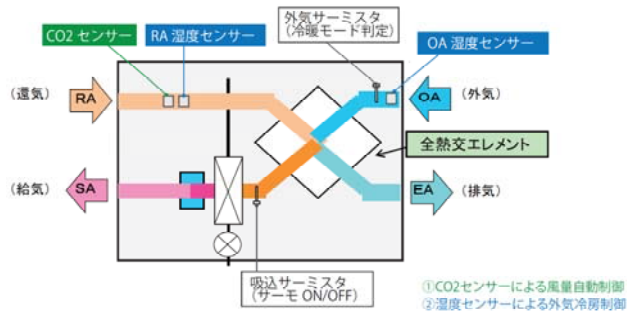 外気サーミスタ
(冷暖モード判定)
CO2 センサー
RA 湿度センサー
OA 湿度センサー
(還気)
RA
OA
(外気)
全熱交エレメント
(給気)
SA
EA
(排気)
吸込サーミスタ
(サーモ ON/OFF)
①CO2センサーによる風量自動制御
②湿度センサーによる外気冷房制御